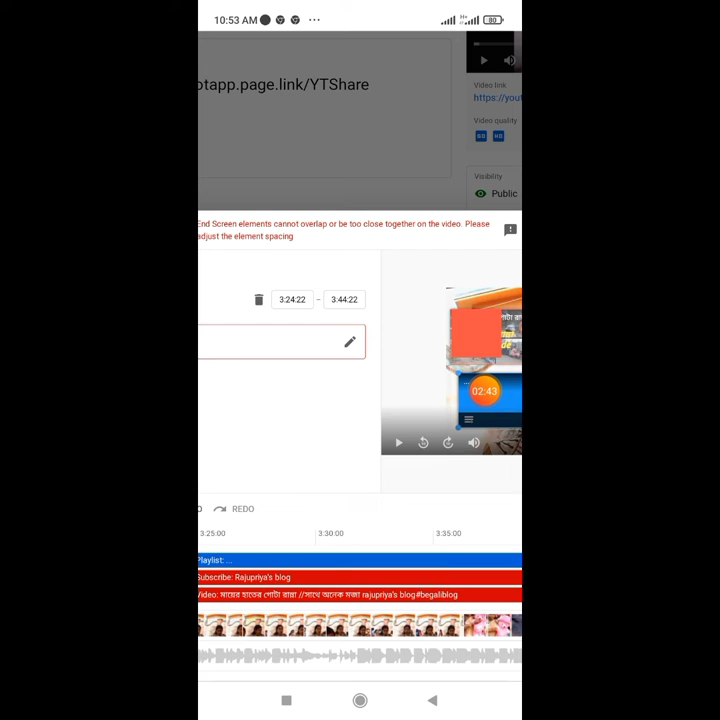 10:53 AM
80
otapp.page.link/YTShare
Video link
https://yout
Video quality
SD HD
Visibility
Public
End Screen elements cannot overlap or be too close together on the video. Please
adjust the element spacing
3:24:22 – 3:44:22
...
02:43
O REDO
3:25:00 3:30:00 3:35:00
Playlist: ...
Subscribe: Rajupriya's blog
Video: মায়ের হাতের পোটা রান্না //সাথে অনেক মজা rajupriya's blog#begaliblog